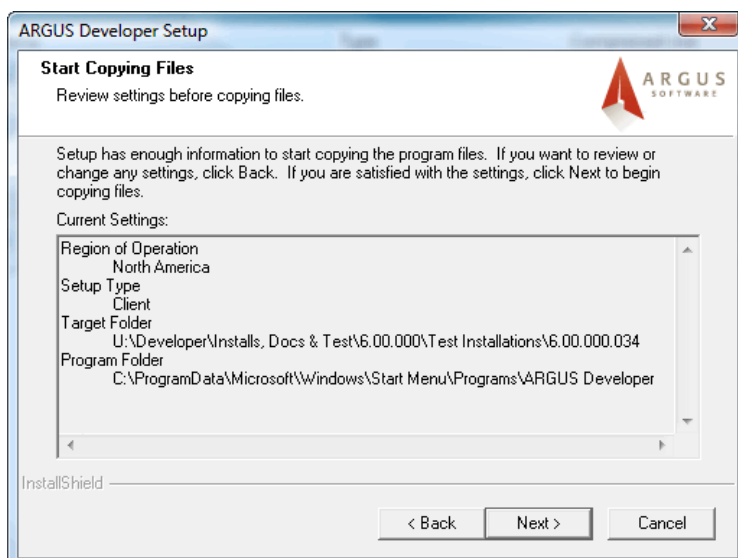 ARGUS Developer Setup
Start Copying Files
Review settings before copying files.
ARGUS
SOFTWARE
Setup has enough information to start copying the program files. If you want to review or
change any settings, click Back. If you are satisfied with the settings, click Next to begin
copying files.
Current Settings:
Region of Operation
North America
Setup Type
Client
Target Folder
U:\Developer\Installs, Docs & Test\6.00.000\Test Installations\6.00.000.034
Program Folder
C:\ProgramData\Microsoft\Windows\Start Menu\Programs\ARGUS Developer
InstallShield
< Back Next > Cancel